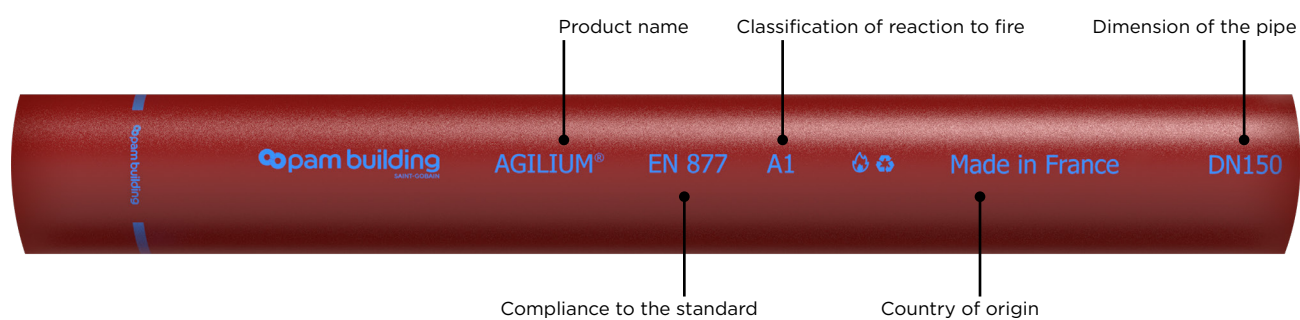 Product name
Classification of reaction to fire
Dimension of the pipe
pam building
pam building
SAINT-GOBAIN
AGILIUM®
EN 877
A1
Made in France
DN150
Compliance to the standard
Country of origin